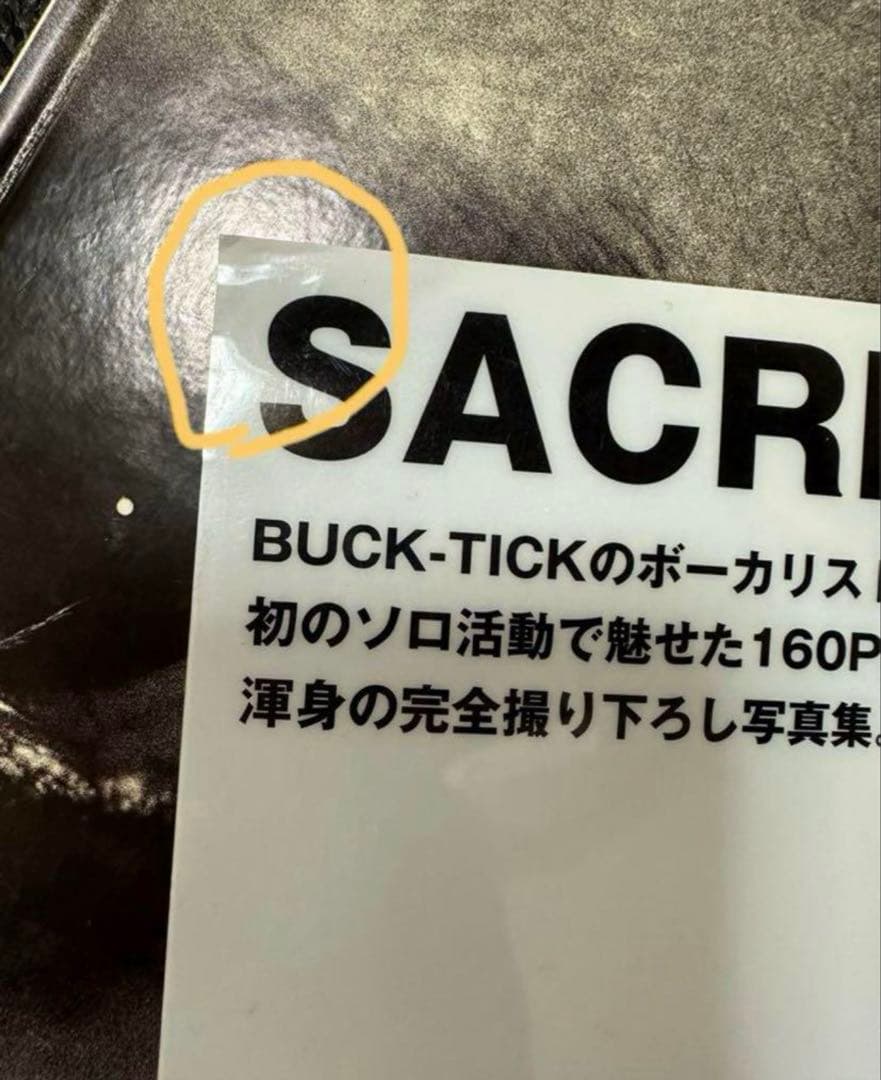 SACR
BUCK-TICKのボーカリス
初のソロ活動で魅せた160P
渾身の完全撮り下ろし写真集。